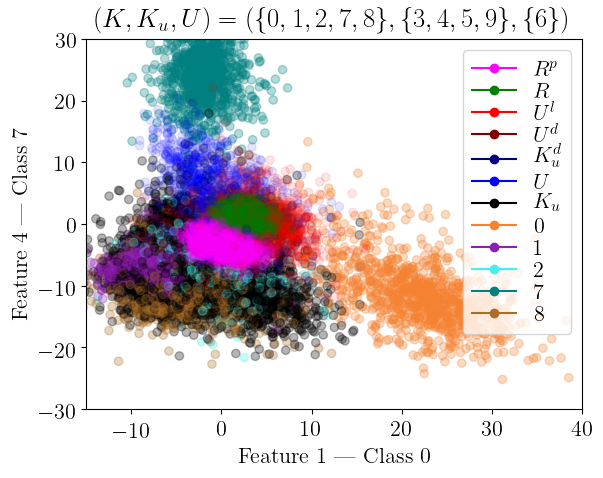 (K, K_u, U) = ({0, 1, 2, 7, 8}, {3, 4, 5, 9}, {6})
30
20
10
0
−10
−20
−30
Feature 4 — Class 7
R^p
R
U^l
U^d
K_u^d
U
K_u
0
1
2
7
8
−10
0
10
20
30
40
Feature 1 — Class 0